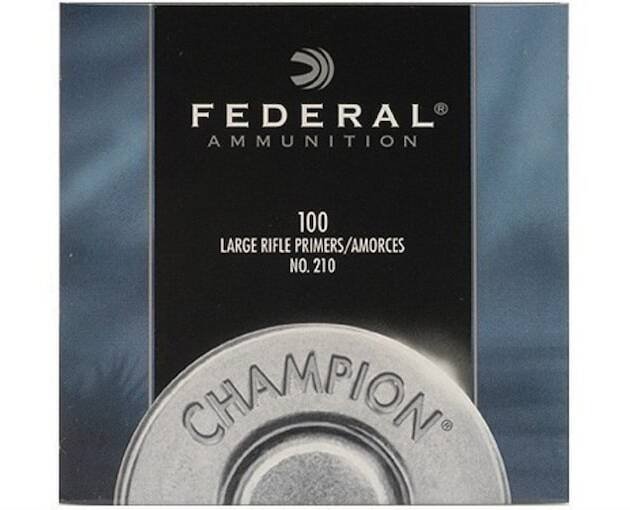 FEDERAL®
AMMUNITION
100
LARGE RIFLE PRIMERS/AMORCES
NO. 210
CHAMPION®